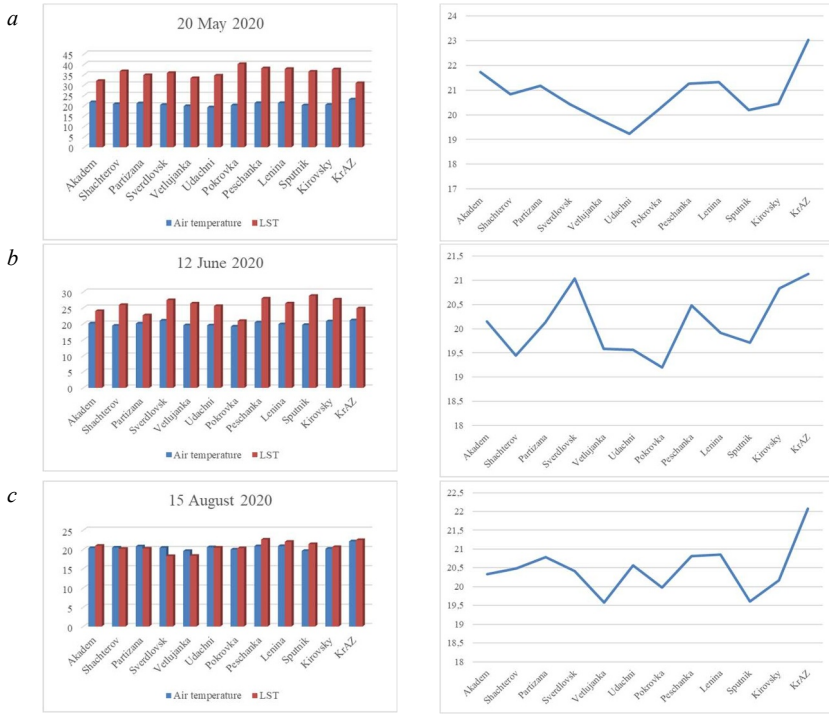 a
20 May 2020
45
40
35
30
25
20
15
10
5
0
Akadem
Shachterov
Partizana
Sverdlovsk
Vetlujanka
Udachni
Pokrovka
Peschanka
Lenina
Sputnik
Kirovsky
KrAZ
Air temperature LST
24
23
22
21
20
19
18
17
Akadem
Shachterov
Partizana
Sverdlovsk
Vetlujanka
Udachni
Pokrovka
Peschanka
Lenina
Sputnik
Kirovsky
KrAZ
b
12 June 2020
30
25
20
15
10
5
0
Akadem
Shachterov
Partizana
Sverdlovsk
Vetlujanka
Udachni
Pokrovka
Peschanka
Lenina
Sputnik
Kirovsky
KrAZ
Air temperature LST
21,5
21
20,5
20
19,5
19
18,5
18
Akadem
Shachterov
Partizana
Sverdlovsk
Vetlujanka
Udachni
Pokrovka
Peschanka
Lenina
Sputnik
Kirovsky
KrAZ
c
15 August 2020
25
20
15
10
5
0
Akadem
Shachterov
Partizana
Sverdlovsk
Vetlujanka
Udachni
Pokrovka
Peschanka
Lenina
Sputnik
Kirovsky
KrAZ
Air temperature LST
22,5
22
21,5
21
20,5
20
19,5
19
18,5
18
Akadem
Shachterov
Partizana
Sverdlovsk
Vetlujanka
Udachni
Pokrovka
Peschanka
Lenina
Sputnik
Kirovsky
KrAZ